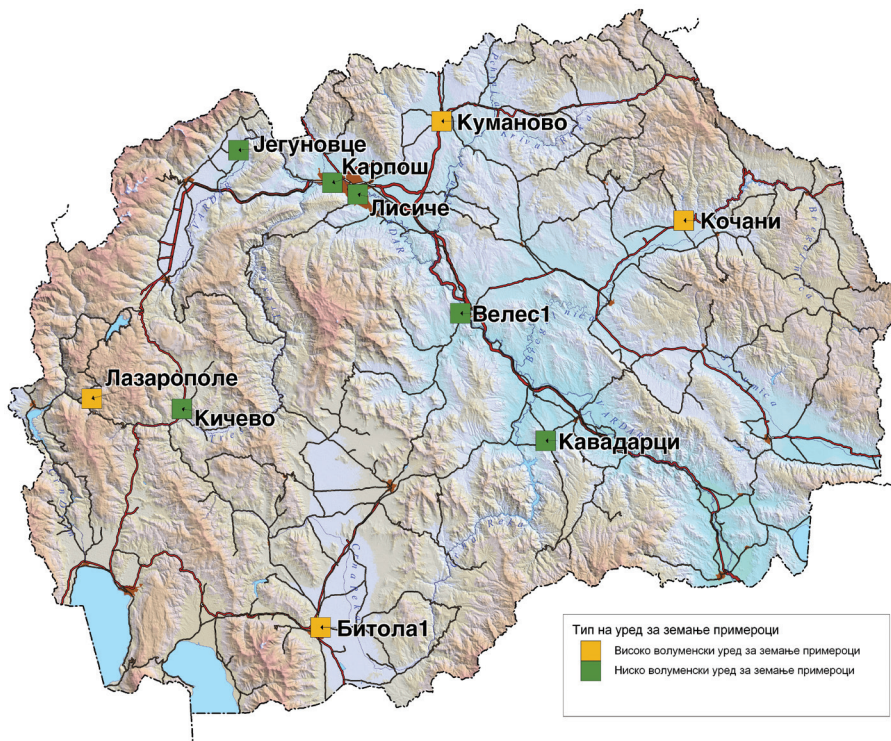 Куманово
Јегуновце
Карпош
Лисиче
Кочани
Велес1
Лазарополе
Кичево
Кавадарци
Битола1
Тип на уред за земање примероци
Високо волуменски уред за земање примероци
Ниско волуменски уред за земање примероци